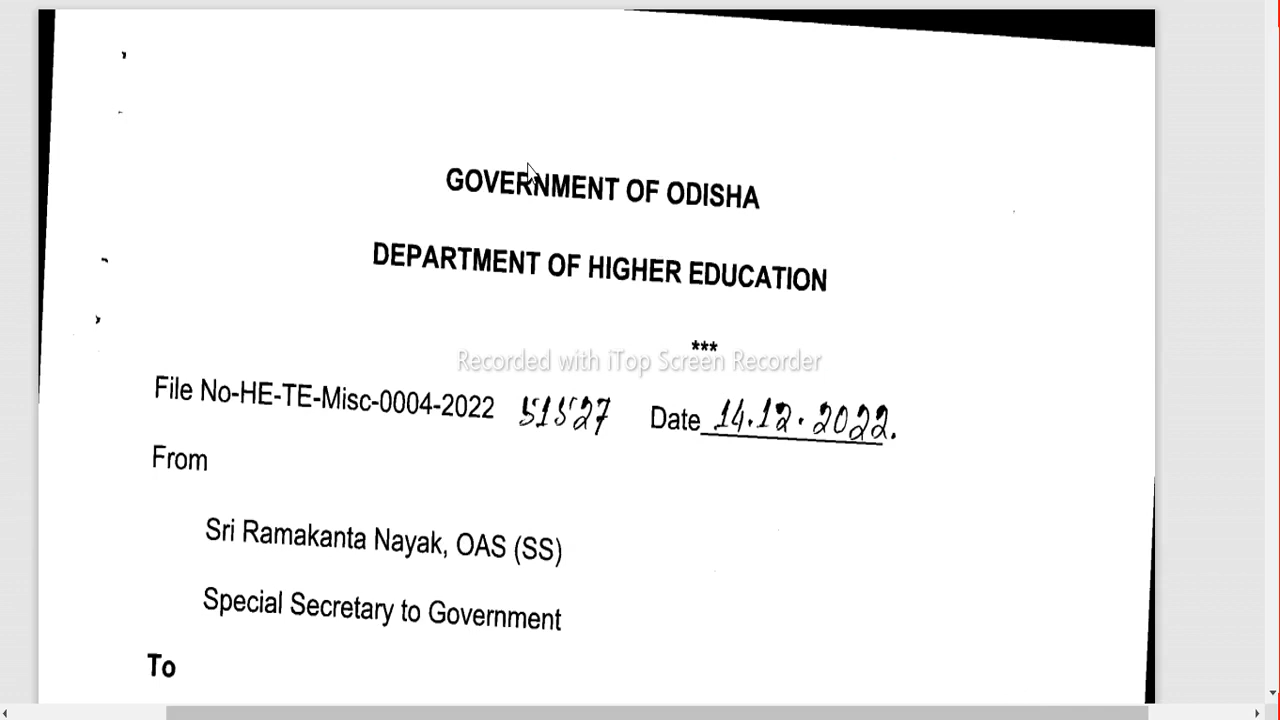 GOVERNMENT OF ODISHA
DEPARTMENT OF HIGHER EDUCATION
***
Recorded with iTop Screen Recorder
File No-HE-TE-Misc-0004-2022 51527 Date 14.12.2022.
From
Sri Ramakanta Nayak, OAS (SS)
Special Secretary to Government
To